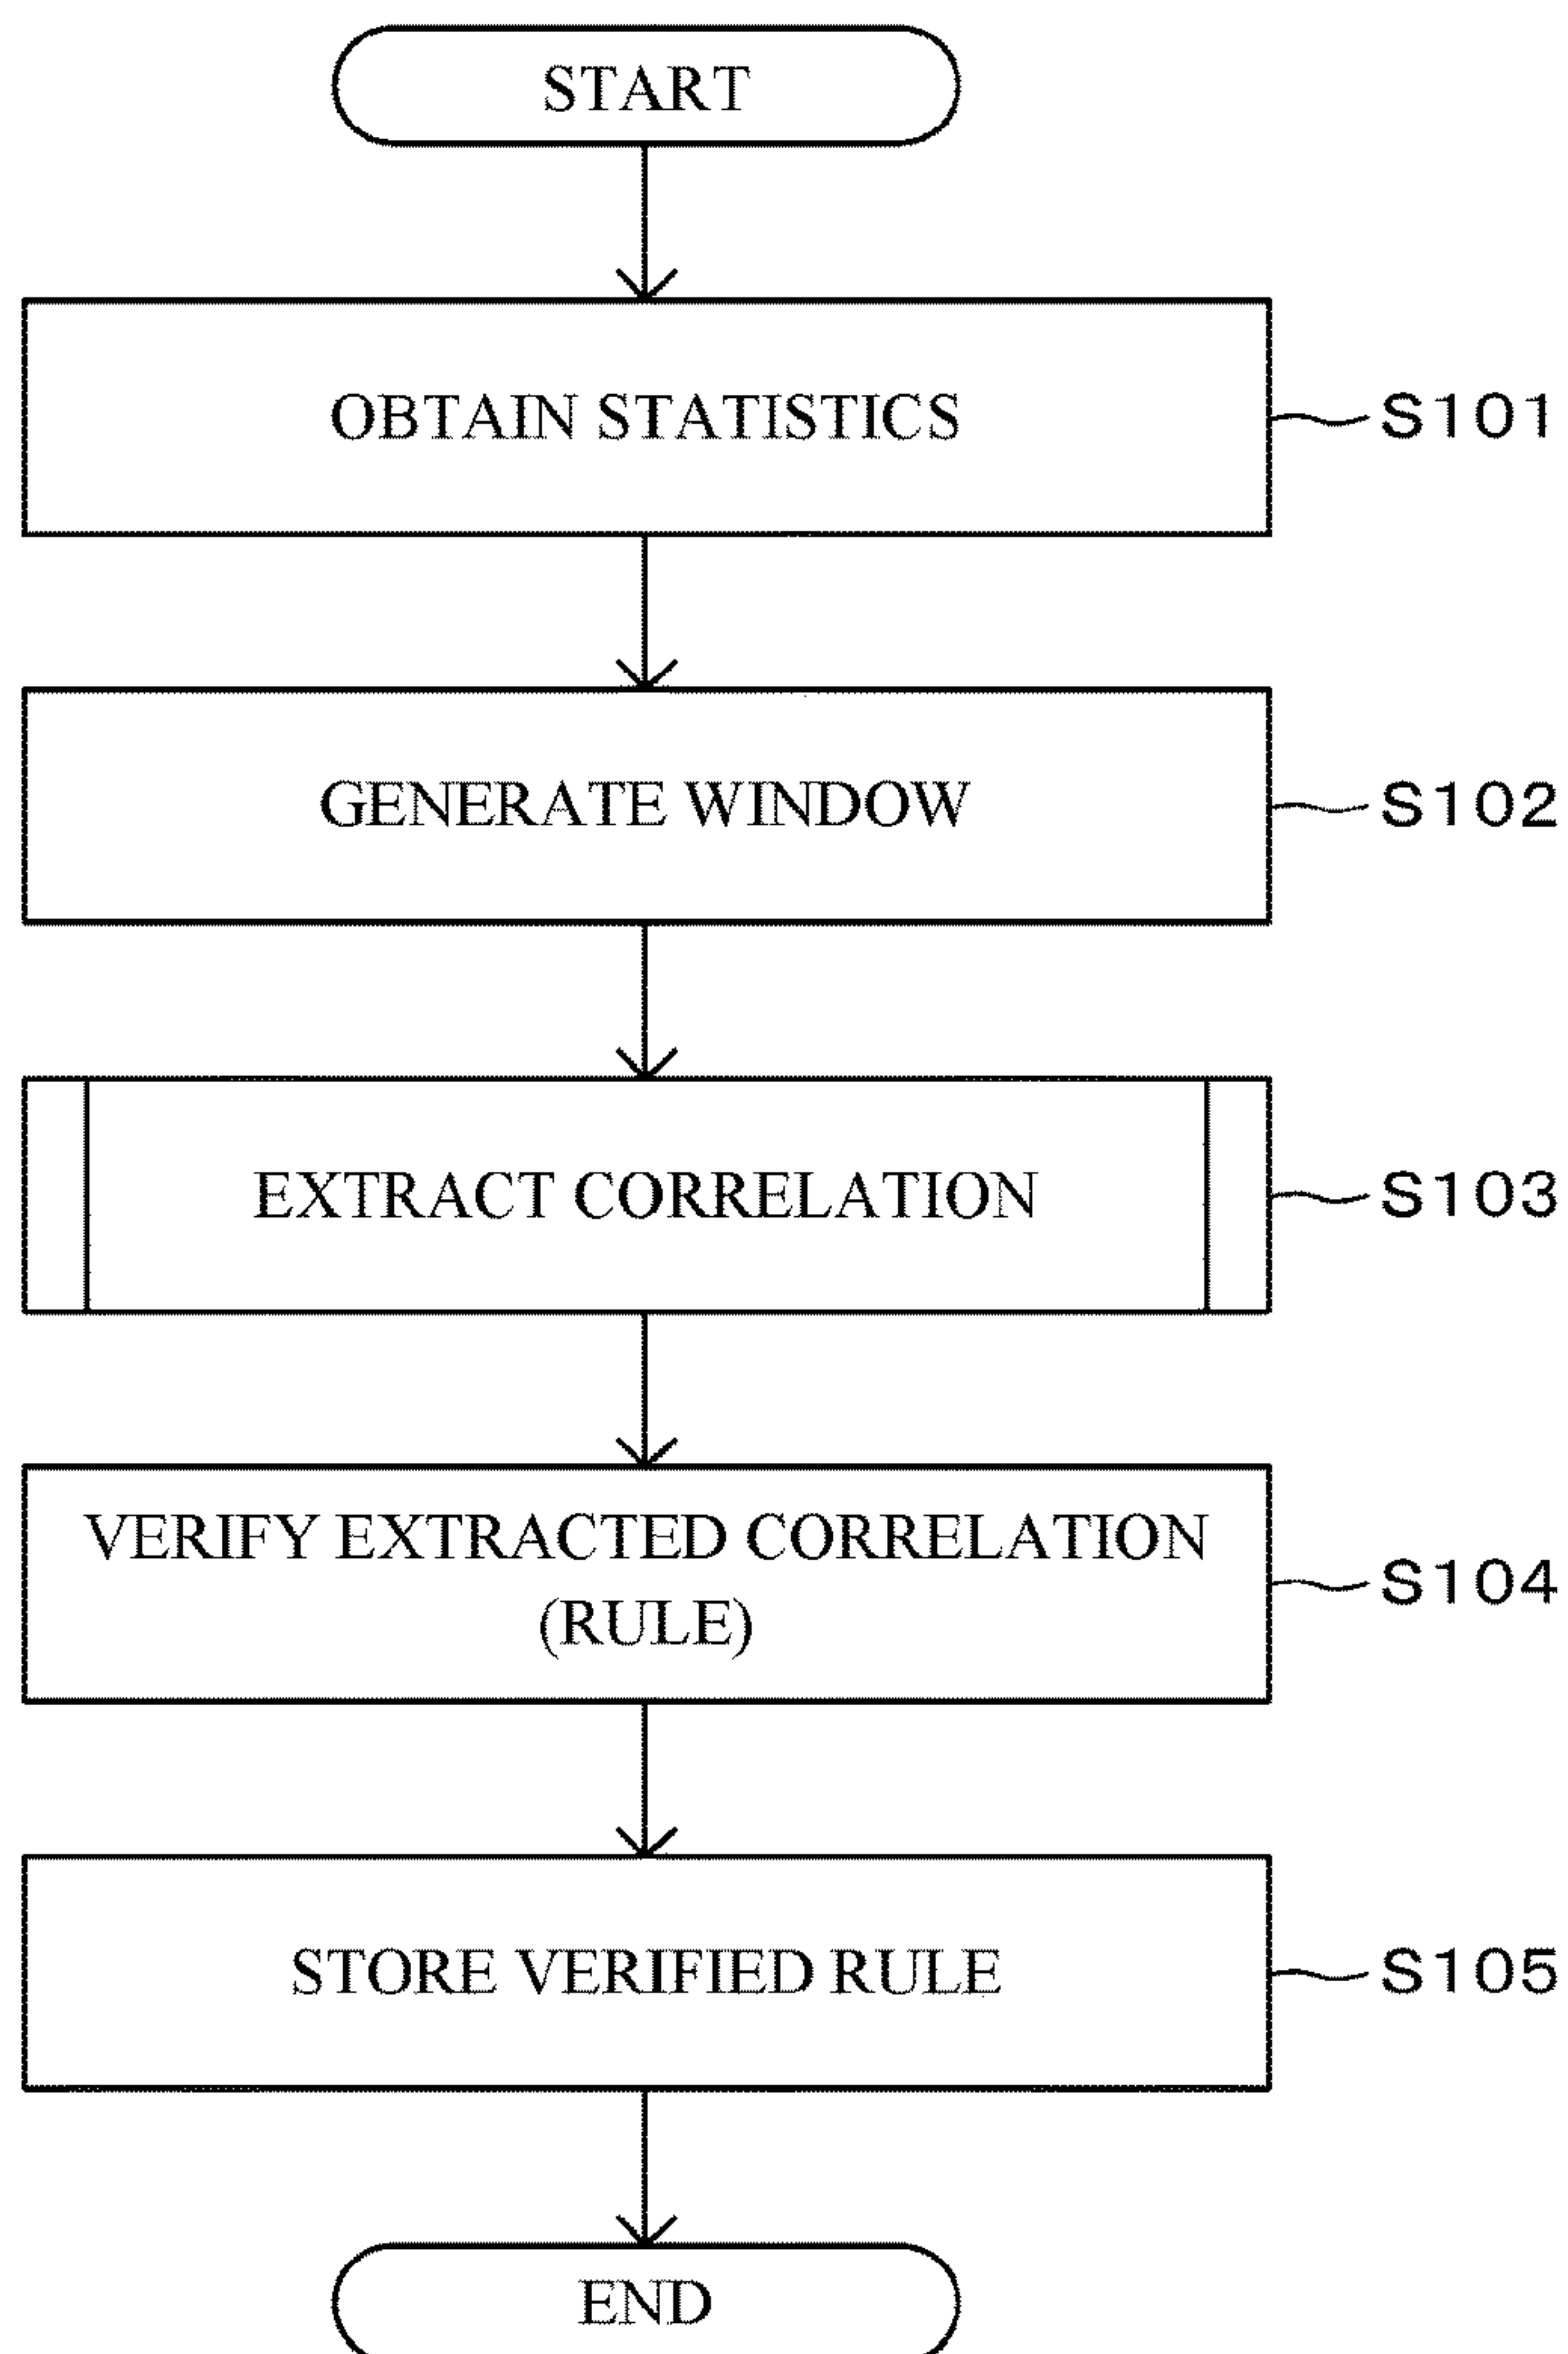 START
OBTAIN STATISTICS
S101
GENERATE WINDOW
S102
EXTRACT CORRELATION
S103
VERIFY EXTRACTED CORRELATION
(RULE)
S104
STORE VERIFIED RULE
S105
END